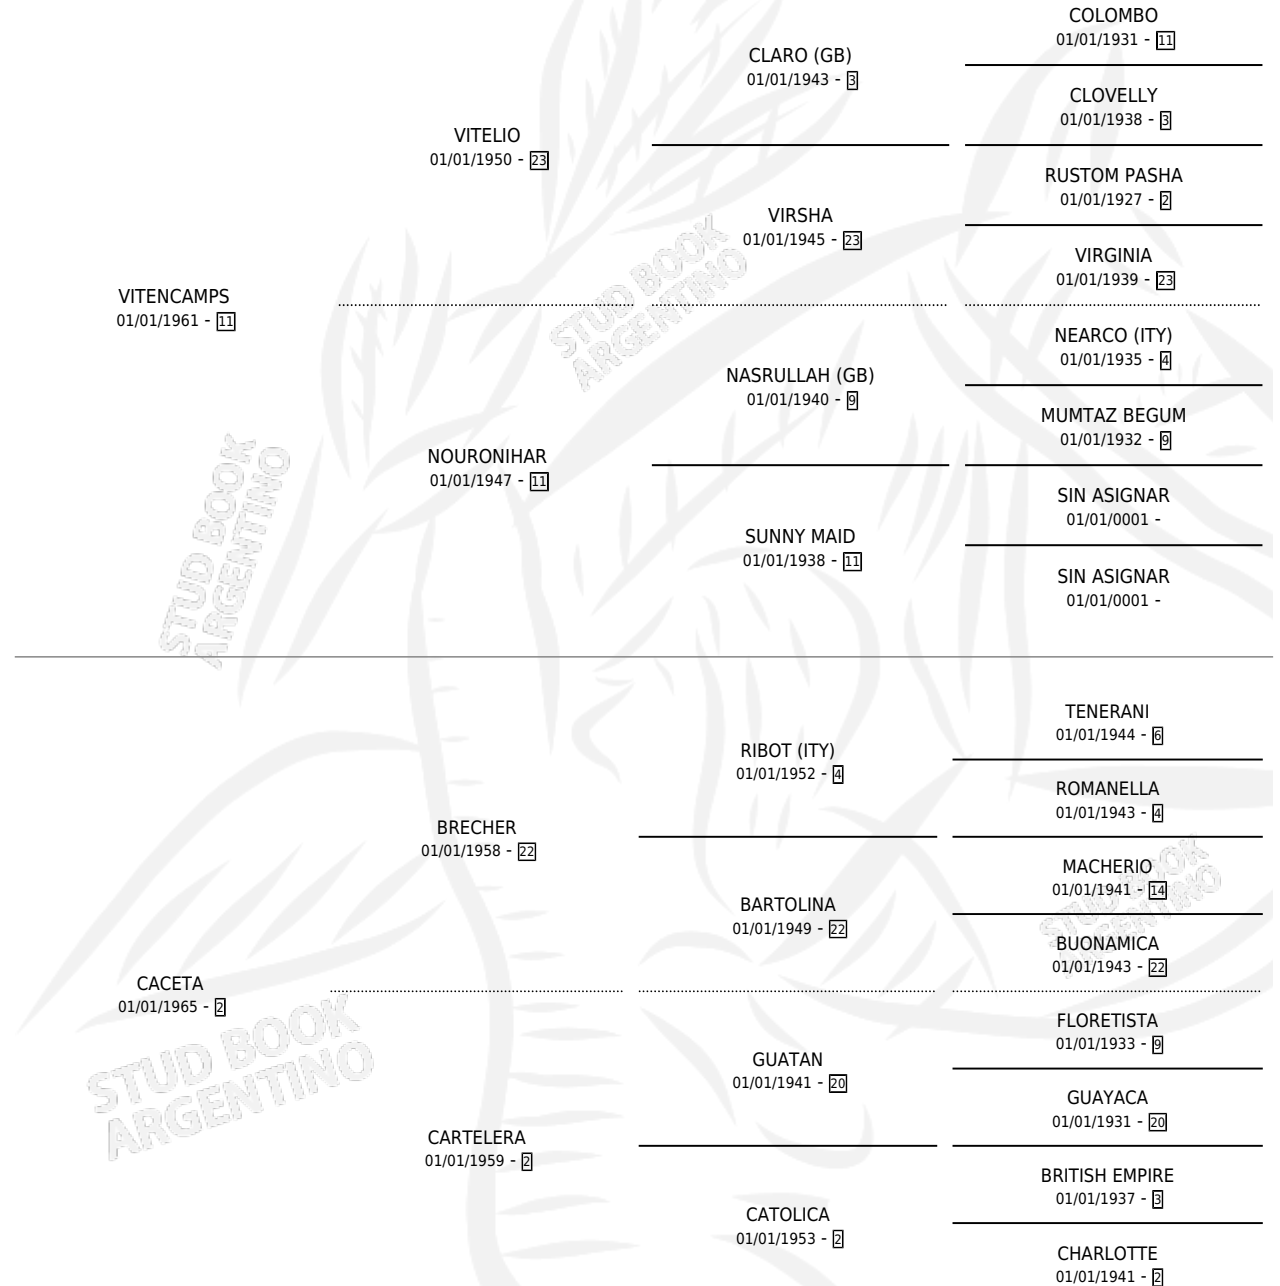 COLOMBO
01/01/1931 - 11
CLARO (GB)
01/01/1943 - 3
CLOVELLY
01/01/1938 - 3
VITELIO
01/01/1950 - 23
RUSTOM PASHA
01/01/1927 - 2
VIRSHA
01/01/1945 - 23
VIRGINIA
01/01/1939 - 23
VITENCAMPS
01/01/1961 - 11
NEARCO (ITY)
01/01/1935 - 4
NASRULLAH (GB)
01/01/1940 - 9
MUMTAZ BEGUM
01/01/1932 - 9
NOURONIHAR
01/01/1947 - 11
SIN ASIGNAR
01/01/0001 -
SUNNY MAID
01/01/1938 - 11
SIN ASIGNAR
01/01/0001 -
STUD BOOK
ARGENTINO
STUD BOOK
ARGENTINO
TENERANI
01/01/1944 - 6
RIBOT (ITY)
01/01/1952 - 4
ROMANELLA
01/01/1943 - 4
BRECHER
01/01/1958 - 22
MACHERIO
01/01/1941 - 14
BARTOLINA
01/01/1949 - 22
BUONAMICA
01/01/1943 - 22
CACETA
01/01/1965 - 2
FLORETISTA
01/01/1933 - 9
GUATAN
01/01/1941 - 20
GUAYACA
01/01/1931 - 20
CARTELERA
01/01/1959 - 2
BRITISH EMPIRE
01/01/1937 - 3
CATOLICA
01/01/1953 - 2
CHARLOTTE
01/01/1941 - 2
STUD BOOK
ARGENTINO
STUD BOOK
ARGENTINO